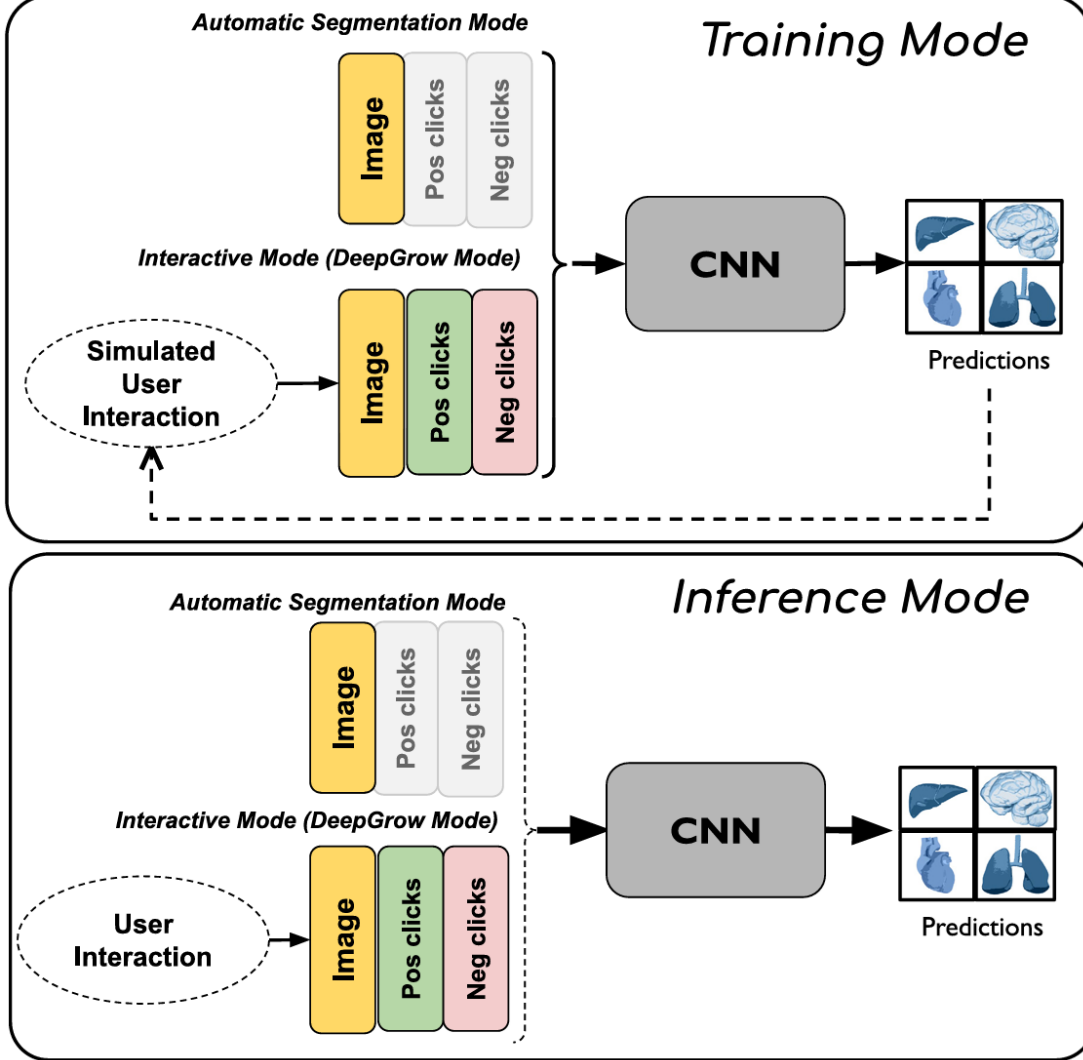 Automatic Segmentation Mode
Training Mode
Image
Pos clicks
Neg clicks
Interactive Mode (DeepGrow Mode)
CNN
Simulated
User
Interaction
Image
Pos clicks
Neg clicks
Predictions
Inference Mode
Automatic Segmentation Mode
Image
Pos clicks
Neg clicks
Interactive Mode (DeepGrow Mode)
CNN
User
Interaction
Image
Pos clicks
Neg clicks
Predictions